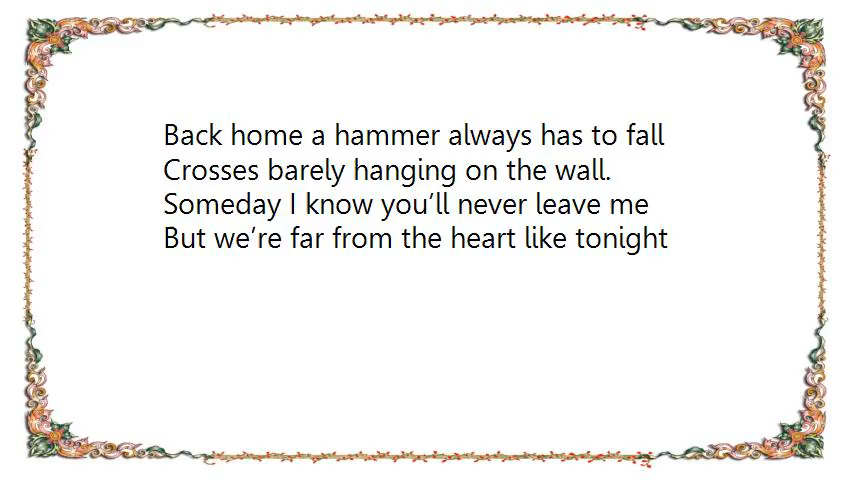 Back home a hammer always has to fall
Crosses barely hanging on the wall.
Someday I know you’ll never leave me
But we’re far from the heart like tonight